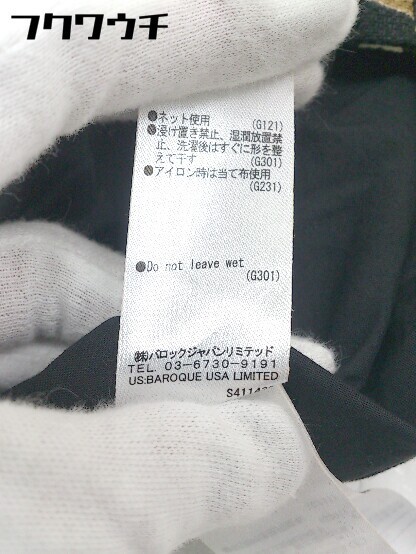 フクワウチ
●ネット使用
(G121)
●浸け置き禁止、湿潤放置禁
止、洗濯後はすぐに形を整
えて干す
(G301)
●アイロン時は当て布使用
(G231)
●Do not leave wet
(G301)
㈱バロックジャパンリミテッド
TEL. 03-6730-9191
US:BAROQUE USA LIMITED